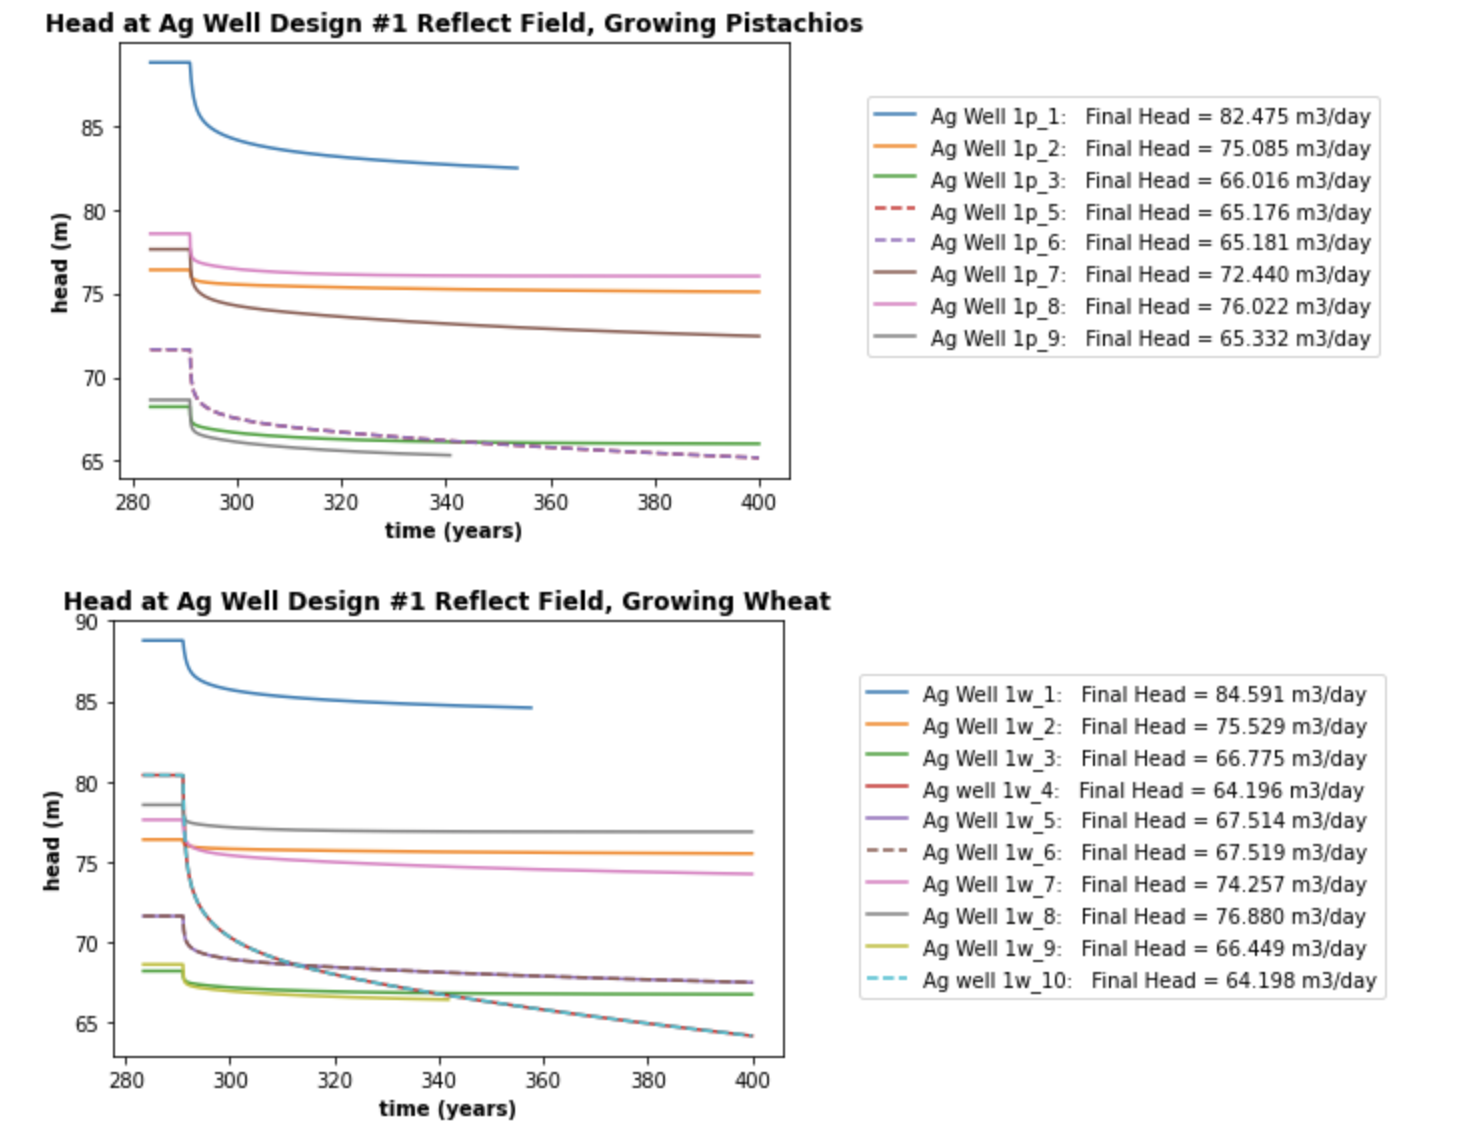 Head at Ag Well Design #1 Reflect Field, Growing Pistachios
85
80
75
70
65
head (m)
280 300 320 340 360 380 400
time (years)
Ag Well 1p_1: Final Head = 82.475 m3/day
Ag Well 1p_2: Final Head = 75.085 m3/day
Ag Well 1p_3: Final Head = 66.016 m3/day
Ag Well 1p_5: Final Head = 65.176 m3/day
Ag Well 1p_6: Final Head = 65.181 m3/day
Ag Well 1p_7: Final Head = 72.440 m3/day
Ag Well 1p_8: Final Head = 76.022 m3/day
Ag Well 1p_9: Final Head = 65.332 m3/day
Head at Ag Well Design #1 Reflect Field, Growing Wheat
90
85
80
75
70
65
head (m)
280 300 320 340 360 380 400
time (years)
Ag Well 1w_1: Final Head = 84.591 m3/day
Ag Well 1w_2: Final Head = 75.529 m3/day
Ag Well 1w_3: Final Head = 66.775 m3/day
Ag well 1w_4: Final Head = 64.196 m3/day
Ag Well 1w_5: Final Head = 67.514 m3/day
Ag Well 1w_6: Final Head = 67.519 m3/day
Ag Well 1w_7: Final Head = 74.257 m3/day
Ag Well 1w_8: Final Head = 76.880 m3/day
Ag Well 1w_9: Final Head = 66.449 m3/day
Ag well 1w_10: Final Head = 64.198 m3/day